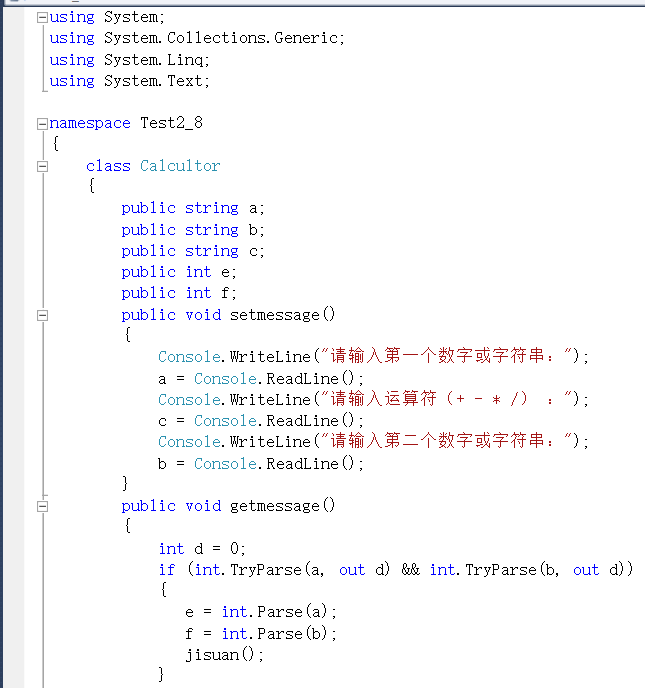 using System;
using System.Collections.Generic;
using System.Linq;
using System.Text;
namespace Test2_8
{
class Calcultor
{
public string a;
public string b;
public string c;
public int e;
public int f;
public void setmessage()
{
Console.WriteLine("请输入第一个数字或字符串：");
a = Console.ReadLine();
Console.WriteLine("请输入运算符（+ - * /） ：");
c = Console.ReadLine();
Console.WriteLine("请输入第二个数字或字符串：");
b = Console.ReadLine();
}
public void getmessage()
{
int d = 0;
if (int.TryParse(a, out d) && int.TryParse(b, out d))
{
e = int.Parse(a);
f = int.Parse(b);
jisuan();
}